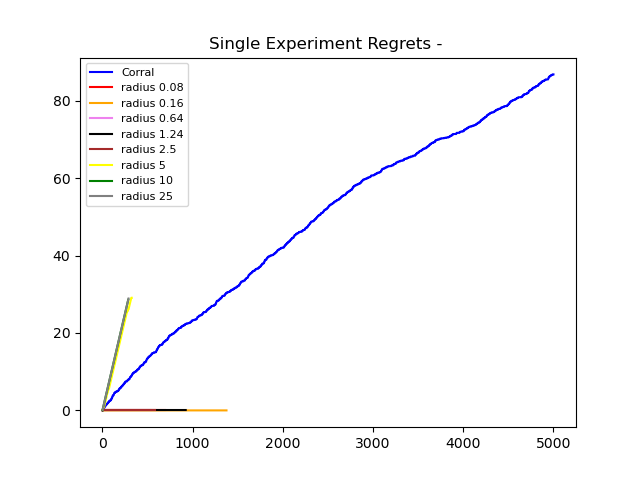 Single Experiment Regrets -
Corral
radius 0.08
radius 0.16
radius 0.64
radius 1.24
radius 2.5
radius 5
radius 10
radius 25
80
60
40
20
0
0 1000 2000 3000 4000 5000